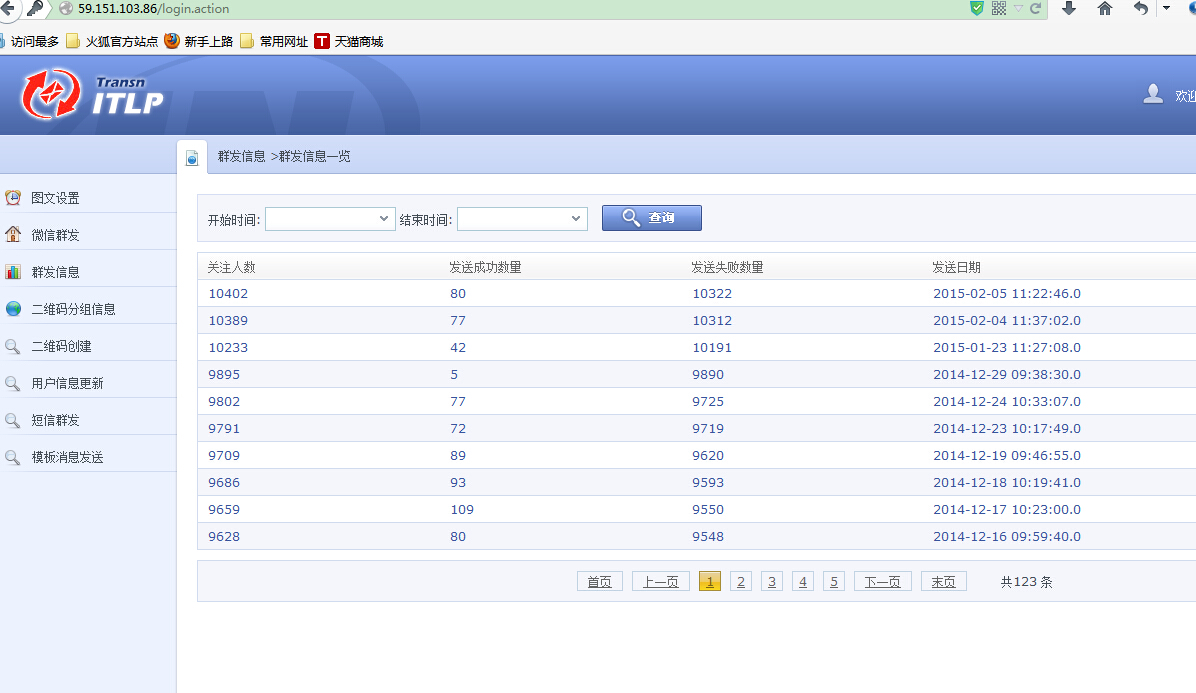 59.151.103.86/login.action
访问最多 火狐官方站点 新手上路 常用网址 T 天猫商城
Transn
ITLP
欢迎
群发信息 >群发信息一览
图文设置
微信群发
群发信息
二维码分组信息
二维码创建
用户信息更新
短信群发
模板消息发送
开始时间: 结束时间: 查询
关注人数 发送成功数量 发送失败数量 发送日期
10402 80 10322 2015-02-05 11:22:46.0
10389 77 10312 2015-02-04 11:37:02.0
10233 42 10191 2015-01-23 11:27:08.0
9895 5 9890 2014-12-29 09:38:30.0
9802 77 9725 2014-12-24 10:33:07.0
9791 72 9719 2014-12-23 10:17:49.0
9709 89 9620 2014-12-19 09:46:55.0
9686 93 9593 2014-12-18 10:19:41.0
9659 109 9550 2014-12-17 10:23:00.0
9628 80 9548 2014-12-16 09:59:40.0
首页 上一页 1 2 3 4 5 下一页 末页 共123 条